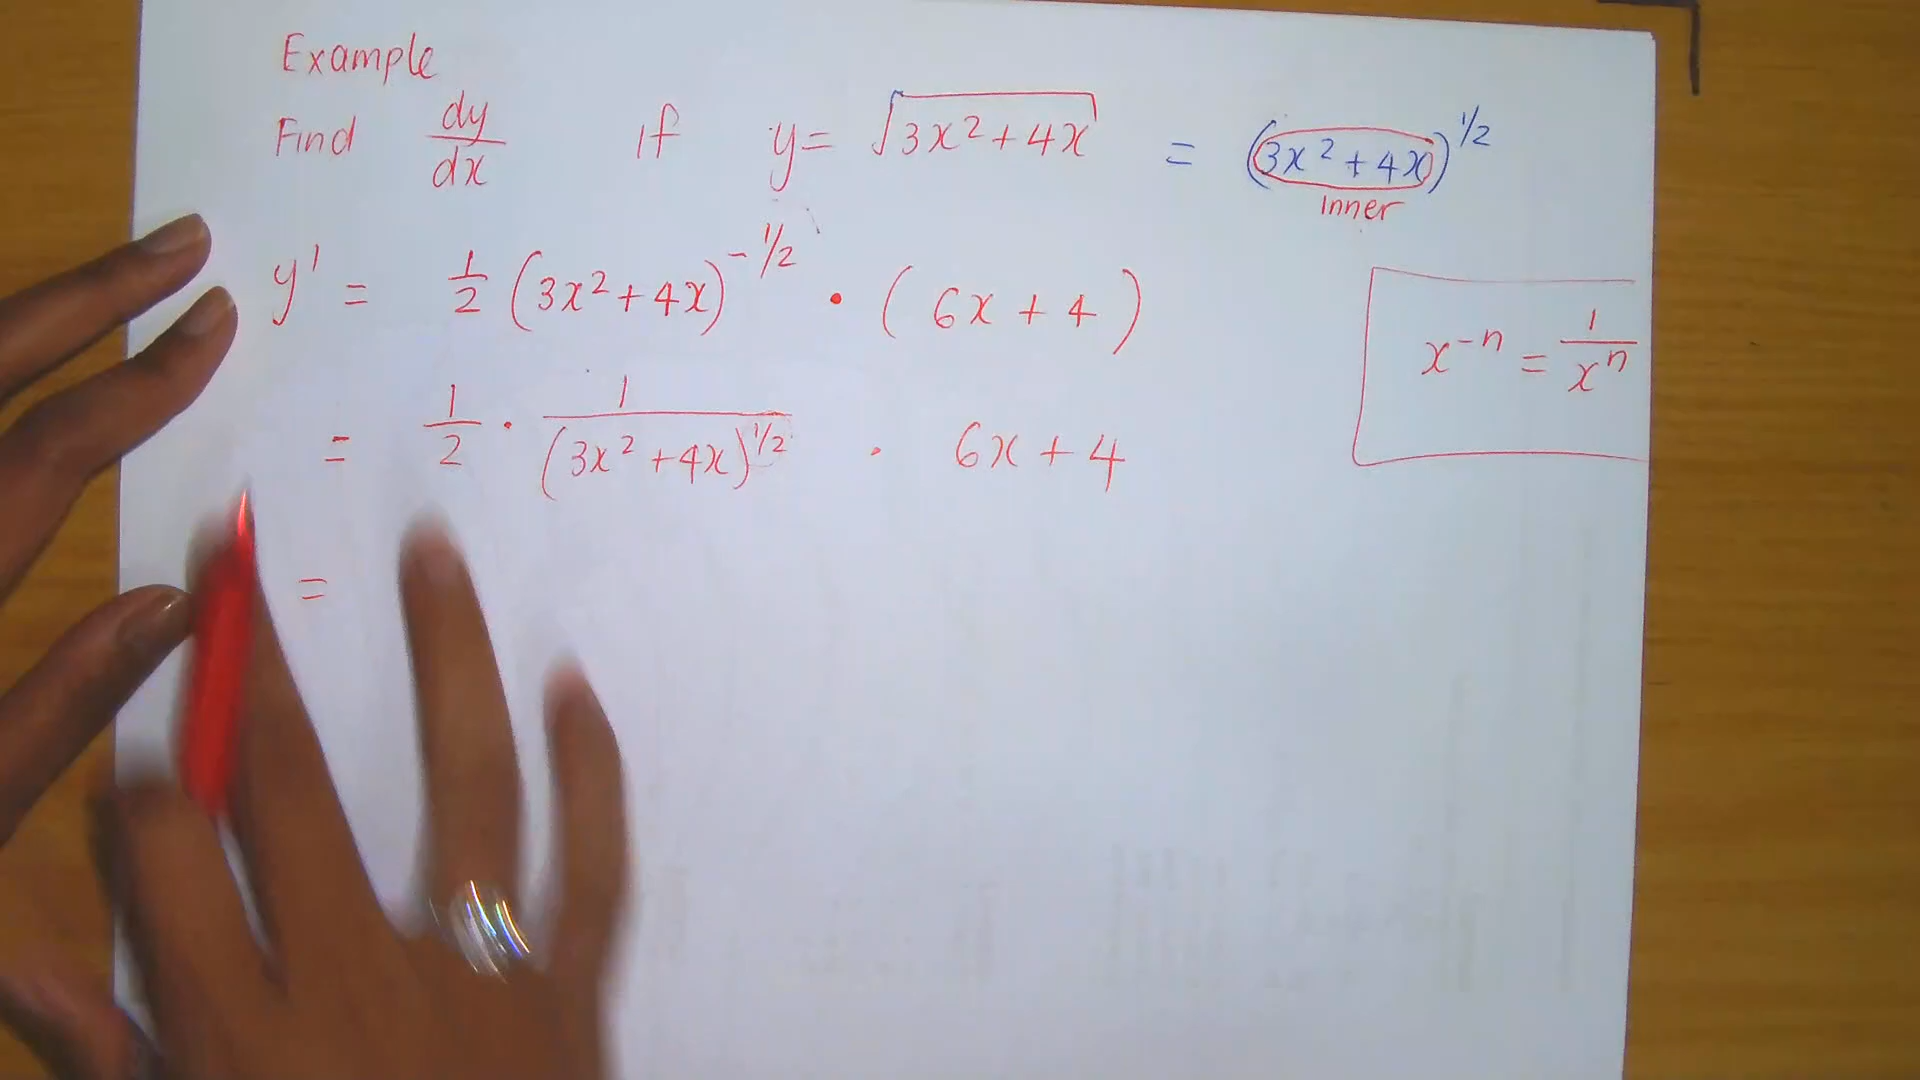 Example
Find dy/dx if y = √(3x² + 4x) = (3x² + 4x)^1/2
inner
y' = 1/2 (3x² + 4x)^-1/2 · (6x + 4)
x^-n = 1/x^n
= 1/2 · 1/(3x² + 4x)^1/2 · 6x + 4
=